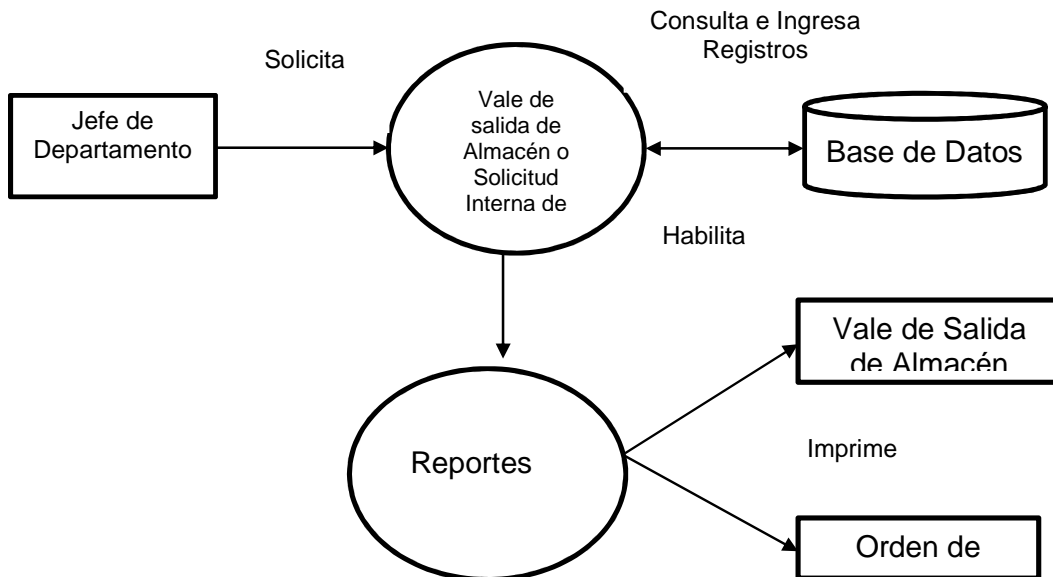 Consulta e Ingresa
Registros
Solicita
Jefe de
Departamento
Vale de
salida de
Almacén o
Solicitud
Interna de
Base de Datos
Habilita
Vale de Salida
de Almacén
Reportes
Imprime
Orden de